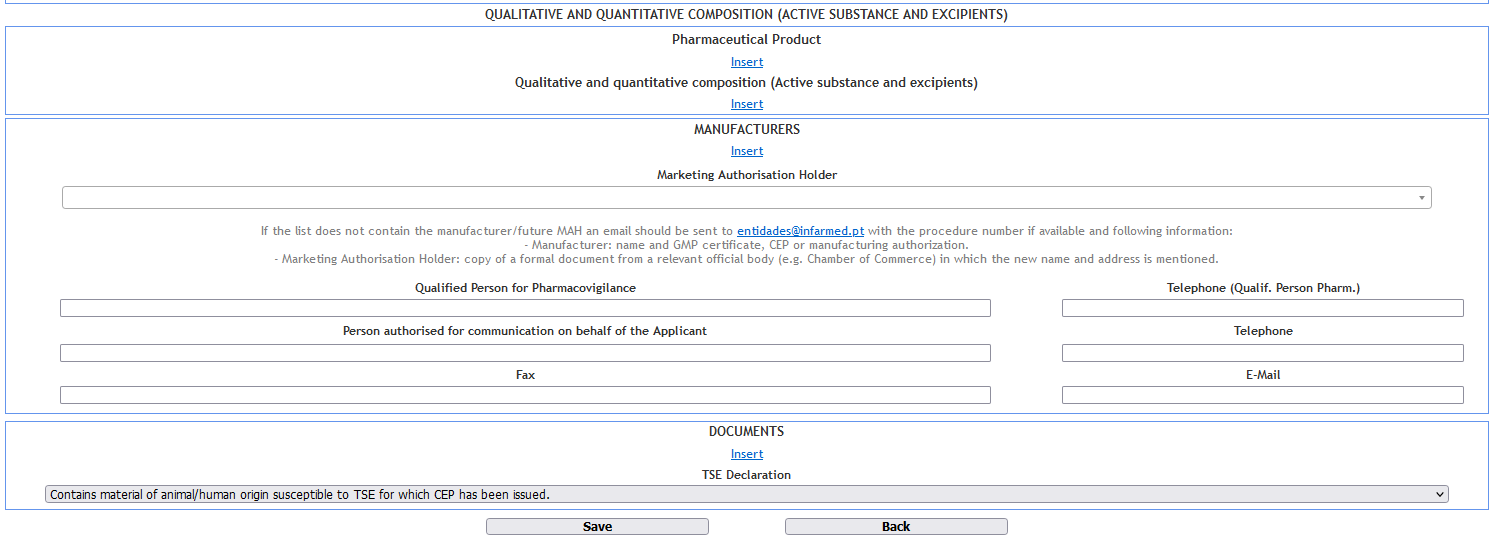 QUALITATIVE AND QUANTITATIVE COMPOSITION (ACTIVE SUBSTANCE AND EXCIPIENTS)
Pharmaceutical Product
Insert
Qualitative and quantitative composition (Active substance and excipients)
Insert
MANUFACTURERS
Insert
Marketing Authorisation Holder
If the list does not contain the manufacturer/future MAH an email should be sent to entidades@infarmed.pt with the procedure number if available and following information:
- Manufacturer: name and GMP certificate, CEP or manufacturing authorization.
- Marketing Authorisation Holder: copy of a formal document from a relevant official body (e.g. Chamber of Commerce) in which the new name and address is mentioned.
Qualified Person for Pharmacovigilance
Telephone (Qualif. Person Pharm.)
Person authorised for communication on behalf of the Applicant
Telephone
Fax
E-Mail
DOCUMENTS
Insert
TSE Declaration
Contains material of animal/human origin susceptible to TSE for which CEP has been issued.
Save
Back